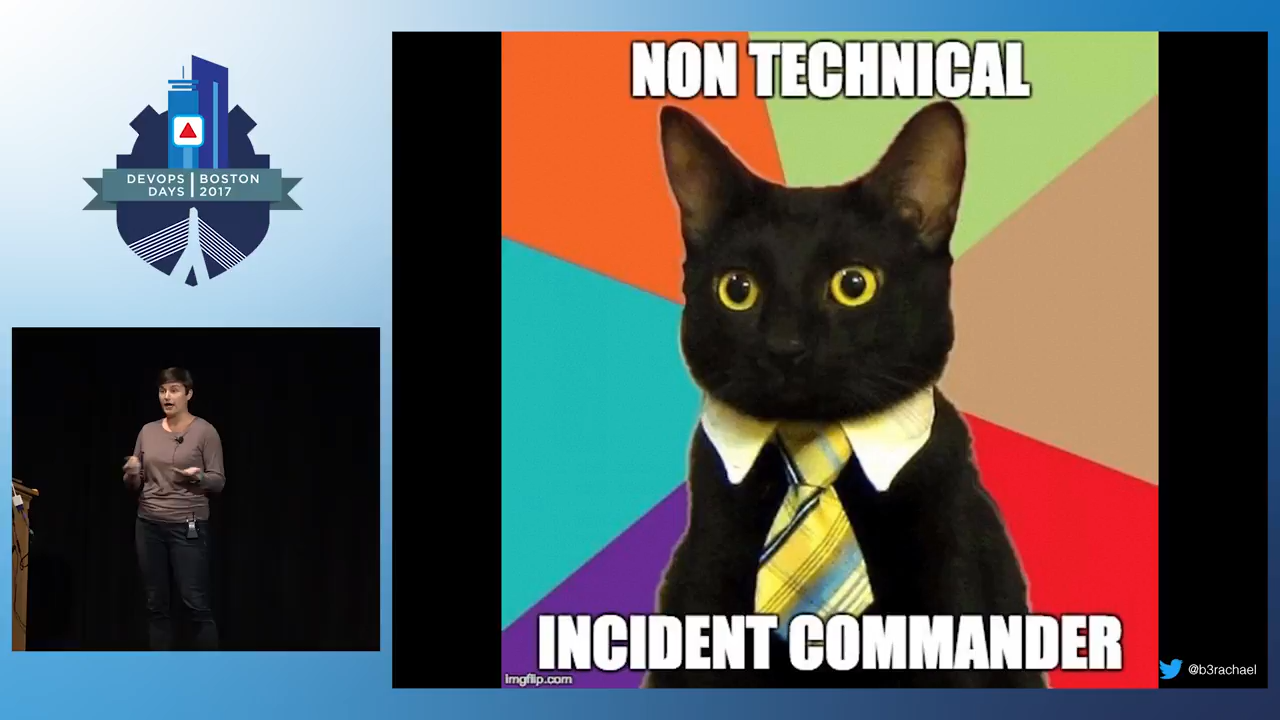 DEVOPS BOSTON
DAYS 2017
NON TECHNICAL
INCIDENT COMMANDER
imgflip.com
@b3rachael